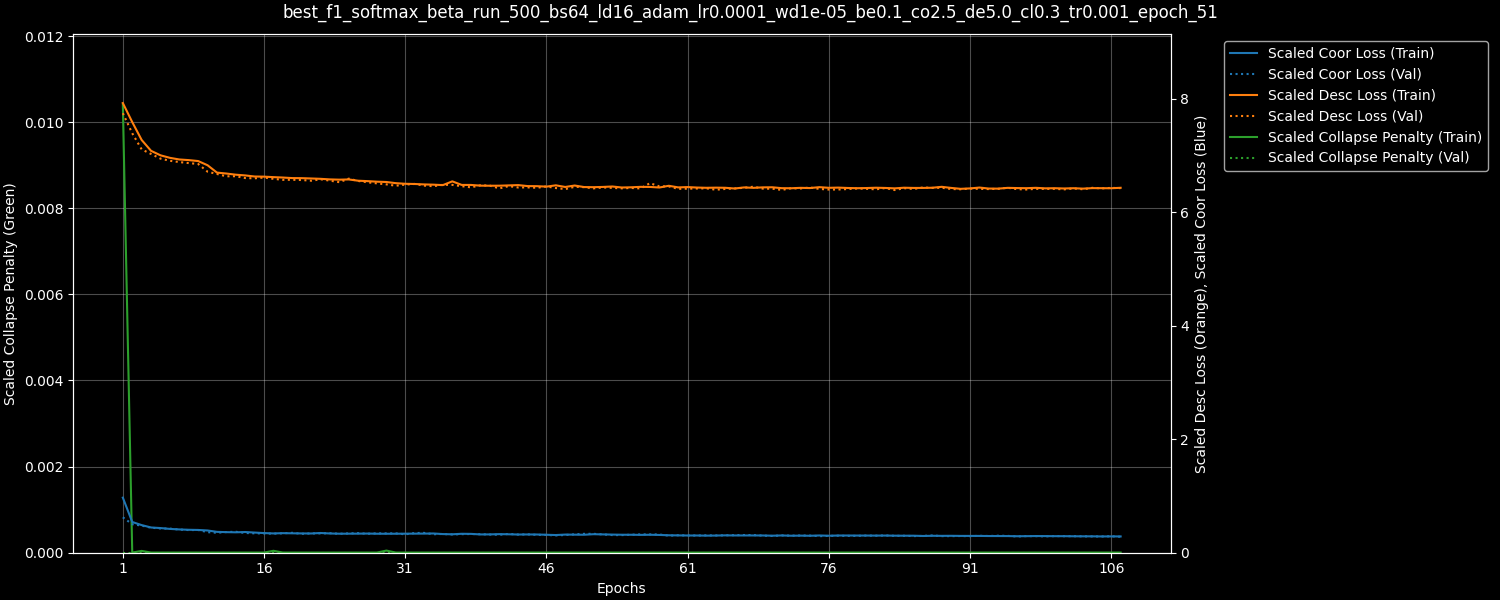 best_f1_softmax_beta_run_500_bs64_ld16_adam_lr0.0001_wd1e-05_be0.1_co2.5_de5.0_cl0.3_tr0.001_epoch_51
Scaled Collapse Penalty (Green)
0.012
0.010
0.008
0.006
0.004
0.002
0.000
1
16
31
46
61
76
91
106
Epochs
8
6
4
2
0
Scaled Desc Loss (Orange), Scaled Coor Loss (Blue)
Scaled Coor Loss (Train)
Scaled Coor Loss (Val)
Scaled Desc Loss (Train)
Scaled Desc Loss (Val)
Scaled Collapse Penalty (Train)
Scaled Collapse Penalty (Val)